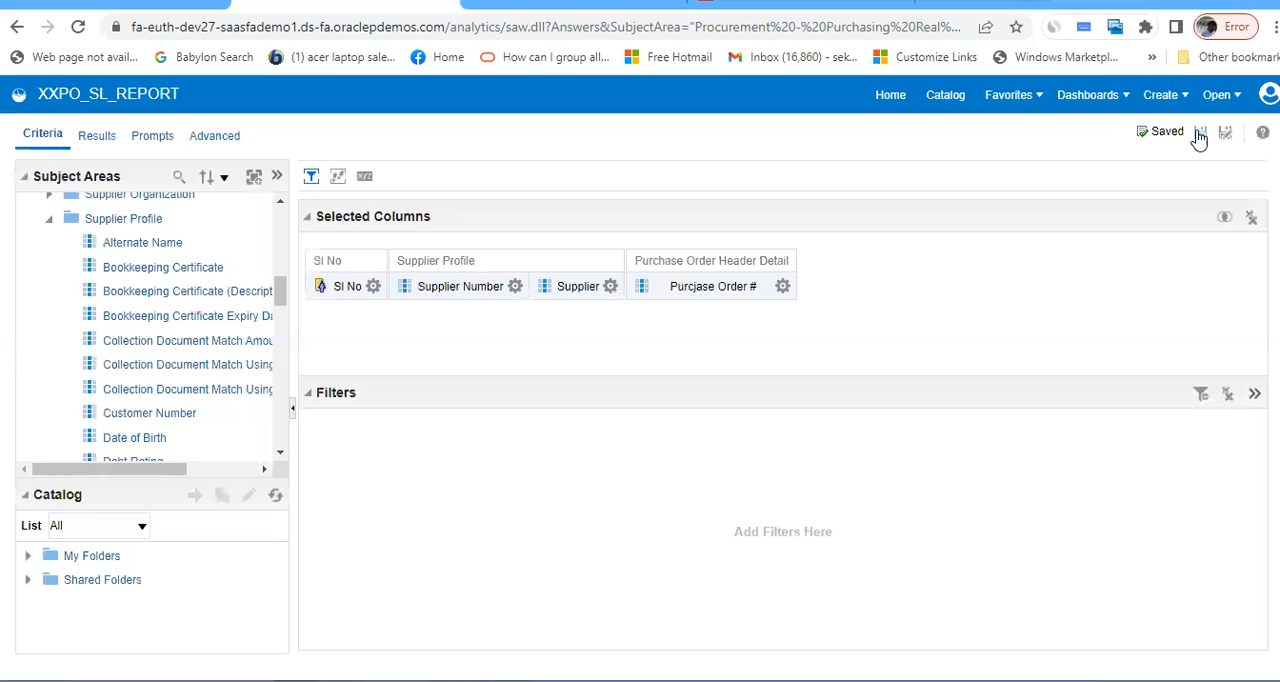 fa-euth-dev27-saasfademo1.ds-fa.oraclepdemos.com/analytics/saw.dll?Answers&SubjectArea="Procurement%20-%20Purchasing%20Real%... Error
Web page not avail... Babylon Search (1) acer laptop sale... Home How can I group all... Free Hotmail Inbox (16,860) - sek... Customize Links Windows Marketpl... » Other bookmar
XXPO_SL_REPORT Home Catalog Favorites Dashboards Create Open
Criteria Results Prompts Advanced Saved
Subject Areas
Supplier Organization
Supplier Profile
Alternate Name
Bookkeeping Certificate
Bookkeeping Certificate (Descript
Bookkeeping Certificate Expiry Da
Collection Document Match Amou
Collection Document Match Using
Collection Document Match Using
Customer Number
Date of Birth
Debt Rating
Catalog
List All
My Folders
Shared Folders
Selected Columns
Sl No Supplier Profile Purchase Order Header Detail
Sl No Supplier Number Supplier Purcjase Order #
Filters
Add Filters Here